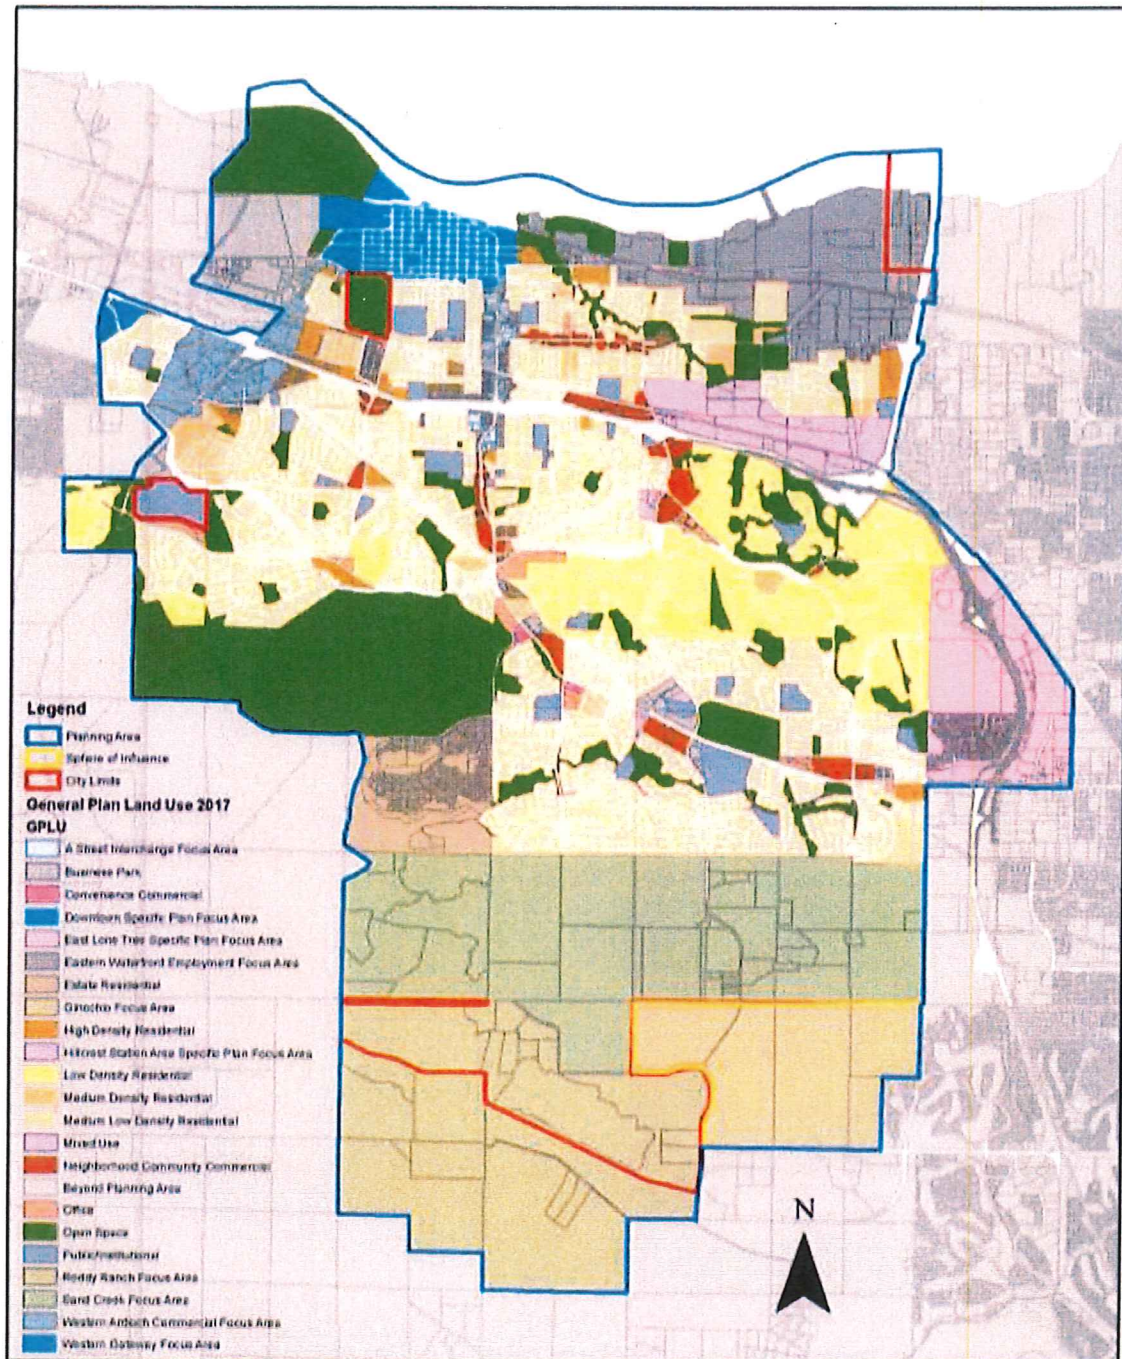 N
Legend
Planning Area
Sphere of Influence
City Limits
General Plan Land Use 2017
GPLU
A Street Interchange Focus Area
Business Park
Convenience Commercial
Downtown Specific Plan Focus Area
East Lone Tree Specific Plan Focus Area
Eastern Waterfront Employment Focus Area
Estate Residential
Ginochio Focus Area
High Density Residential
Hillcrest Station Area Specific Plan Focus Area
Low Density Residential
Medium Density Residential
Medium Low Density Residential
Mixed Use
Neighborhood Community Commercial
Beyond Planning Area
Office
Open Space
Public/Institutional
Roddy Ranch Focus Area
Sand Creek Focus Area
Western Antioch Commercial Focus Area
Western Gateway Focus Area